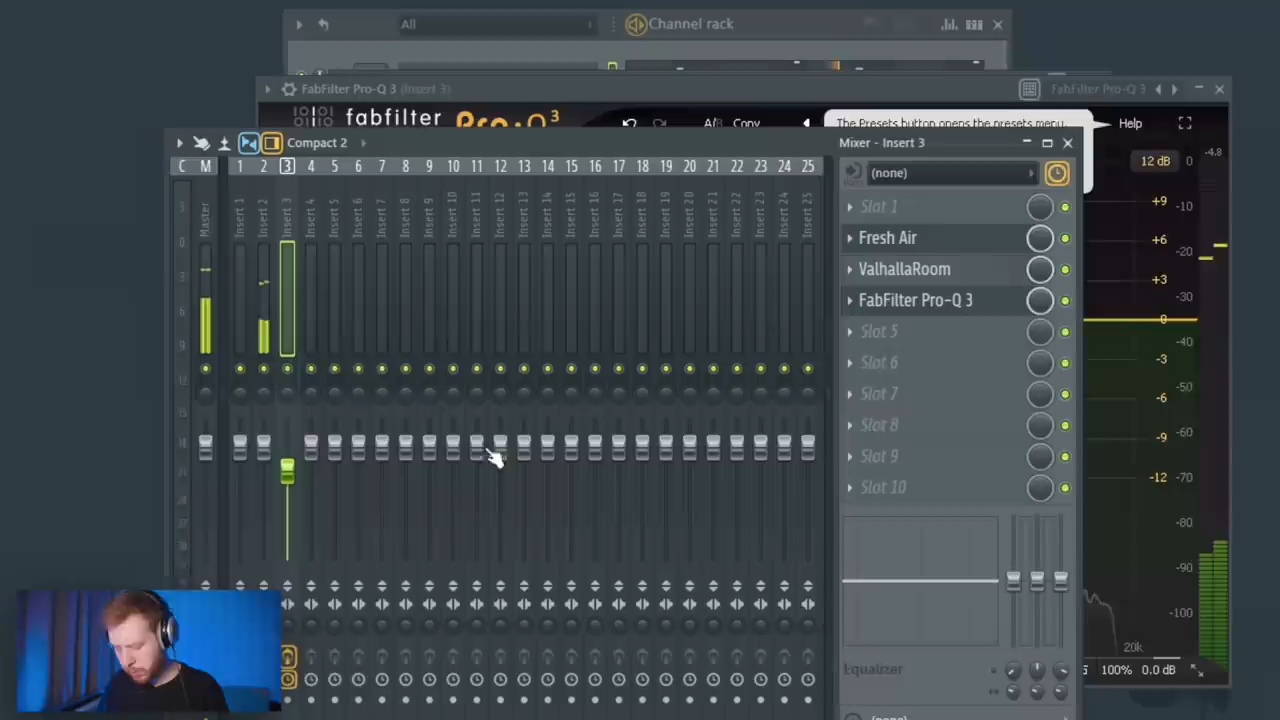 All
Channel rack
FabFilter Pro-Q 3 (Insert 3)
FabFilter Pro-Q 3
fabfilter Pro·Q 3
A/B Copy
The Presets button opens the presets menu.
Help
Compact 2
Mixer - Insert 3
C M 1 2 3 4 5 6 7 8 9 10 11 12 13 14 15 16 17 18 19 20 21 22 23 24 25
Master
Insert 1
Insert 2
Insert 3
Insert 4
Insert 5
Insert 6
Insert 7
Insert 8
Insert 9
Insert 10
Insert 11
Insert 12
Insert 13
Insert 14
Insert 15
Insert 16
Insert 17
Insert 18
Insert 19
Insert 20
Insert 21
Insert 22
Insert 23
Insert 24
Insert 25
(none)
Slot 1
Fresh Air
ValhallaRoom
FabFilter Pro-Q 3
Slot 5
Slot 6
Slot 7
Slot 8
Slot 9
Slot 10
Equalizer
(none)
12 dB
+9
+6
+3
0
-3
-6
-9
-12
-4.8
0
-10
-20
-30
-40
-50
-60
-70
-80
-90
-100
20k
100%
0.0 dB